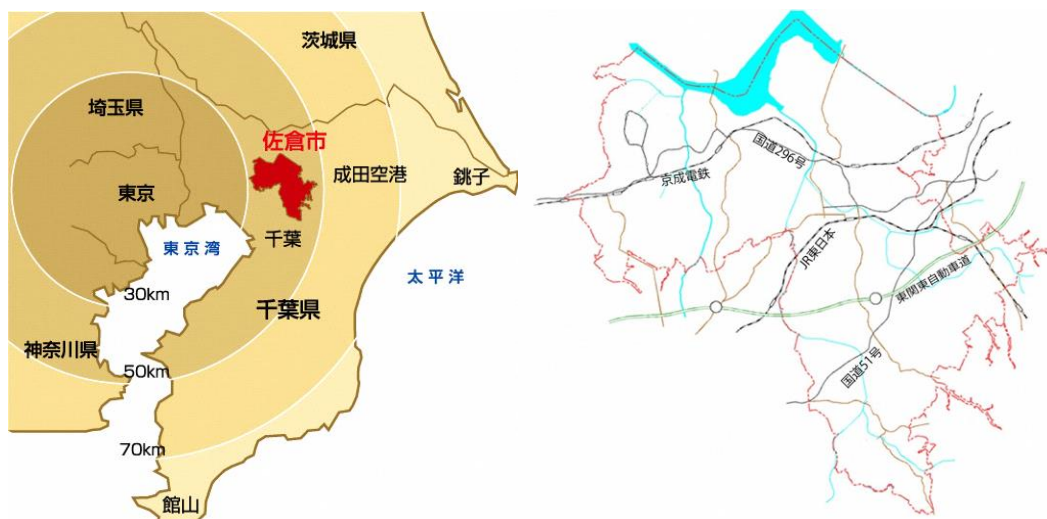 茨城県
埼玉県
佐倉市
成田空港
銚子
東京
千葉
東京湾
太平洋
30km
千葉県
神奈川県
50km
70km
館山
国道296号
京成電鉄
JR東日本
東関東自動車道
国道51号